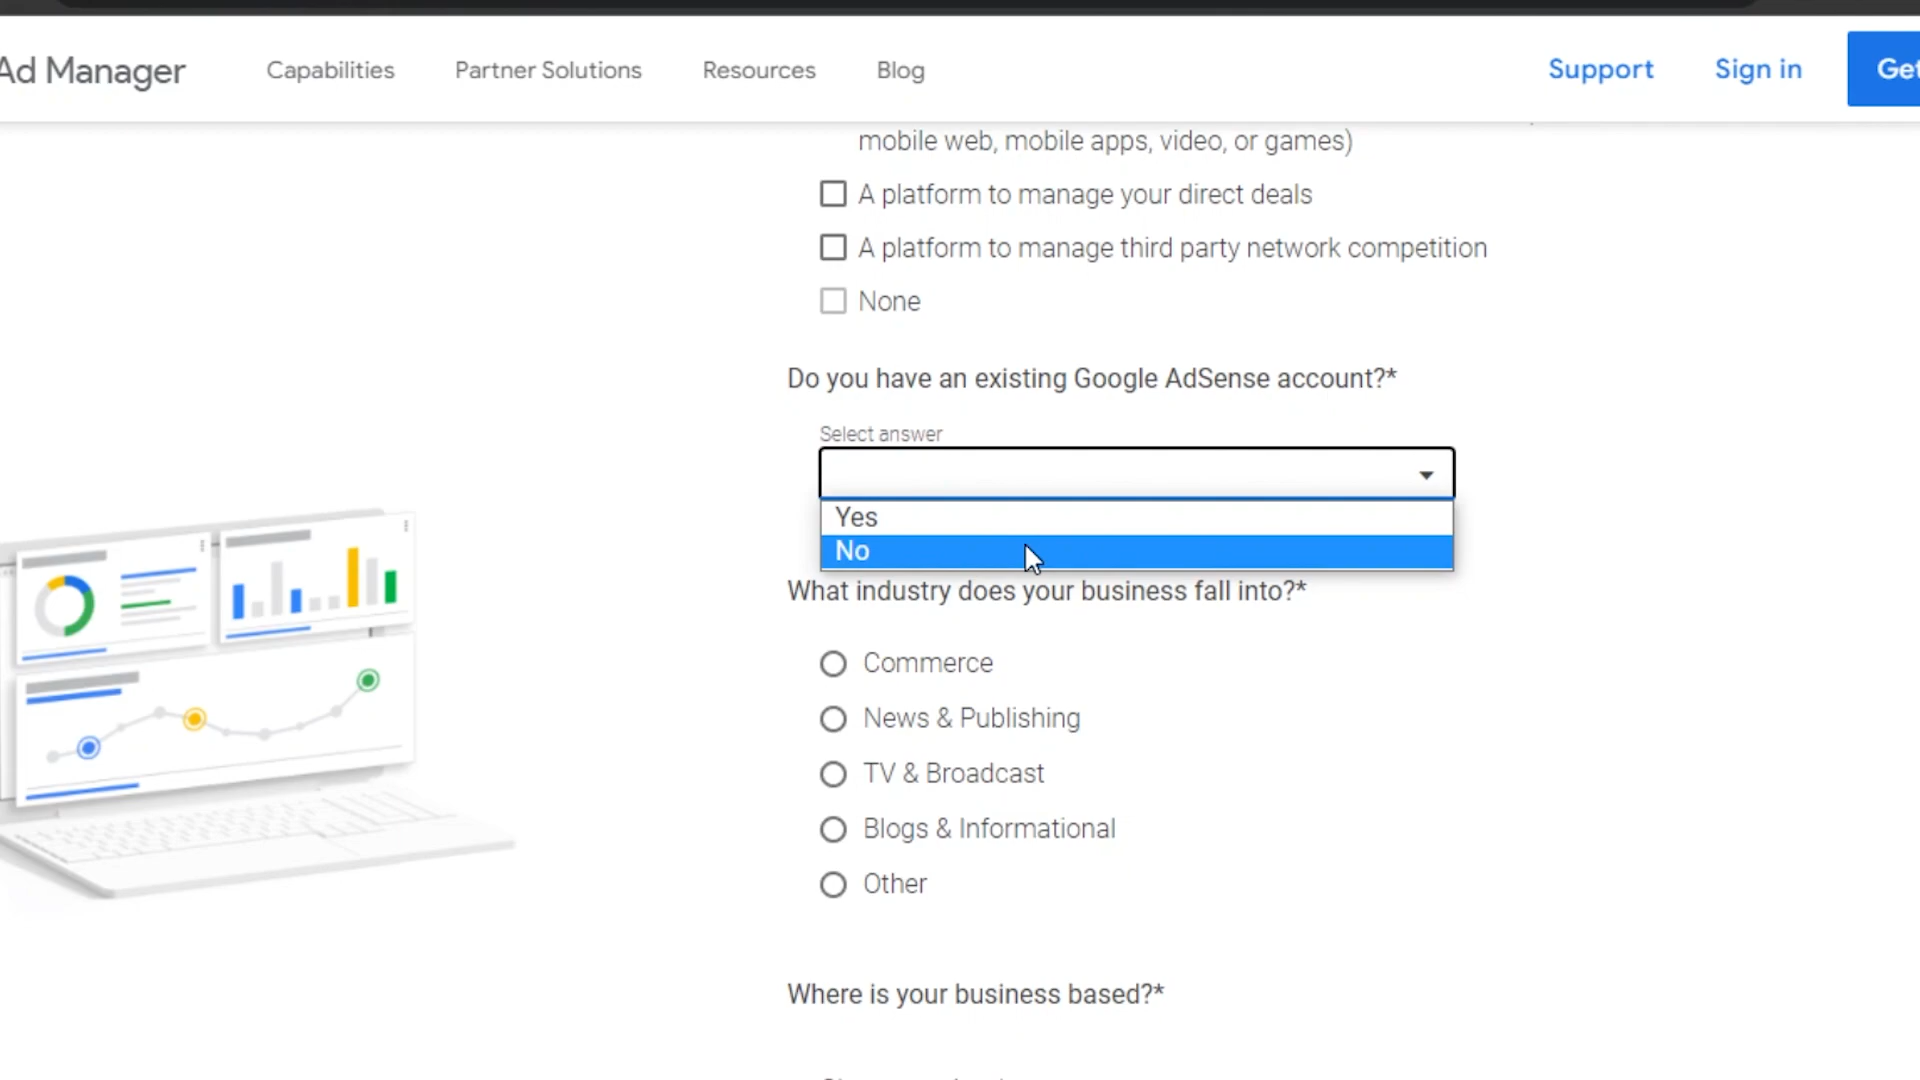 Ad Manager
Capabilities
Partner Solutions
Resources
Blog
Support
Sign in
Get
mobile web, mobile apps, video, or games)
A platform to manage your direct deals
A platform to manage third party network competition
None
Do you have an existing Google AdSense account?*
Select answer
Yes
No
What industry does your business fall into?*
Commerce
News & Publishing
TV & Broadcast
Blogs & Informational
Other
Where is your business based?*